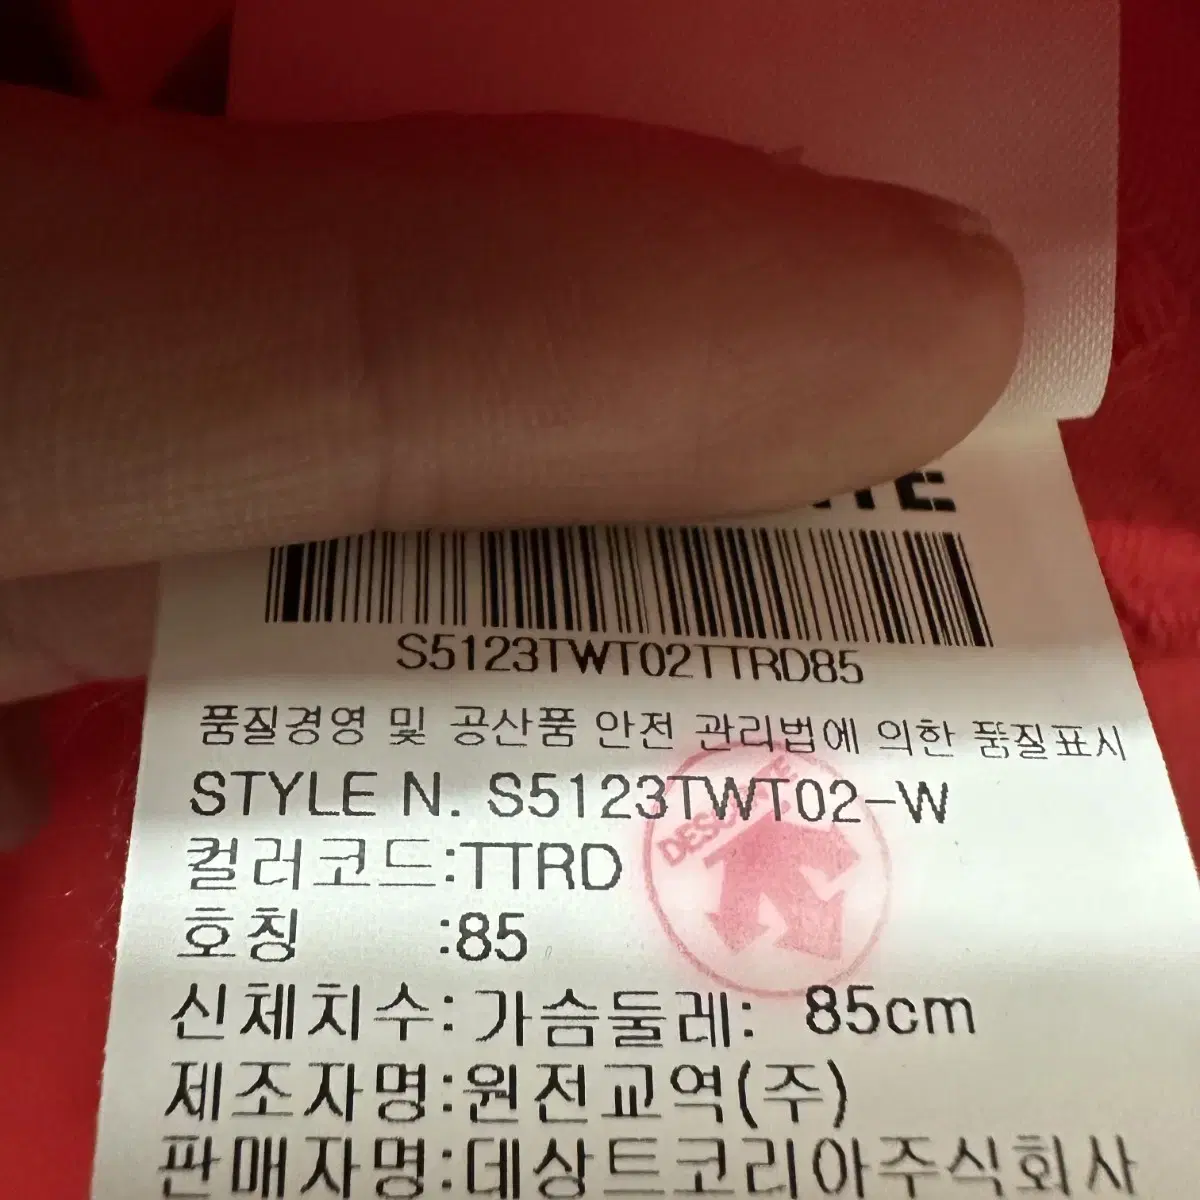 S5123TWT02TTRD85
품질경영 및 공산품 안전 관리법에 의한 품질표시
STYLE N. S5123TWT02-W
DESCENTE
컬러코드:TTRD
호칭 :85
신체치수:가슴둘레: 85cm
제조자명:원전교역(주)
판매자명:데상트코리아주식회사